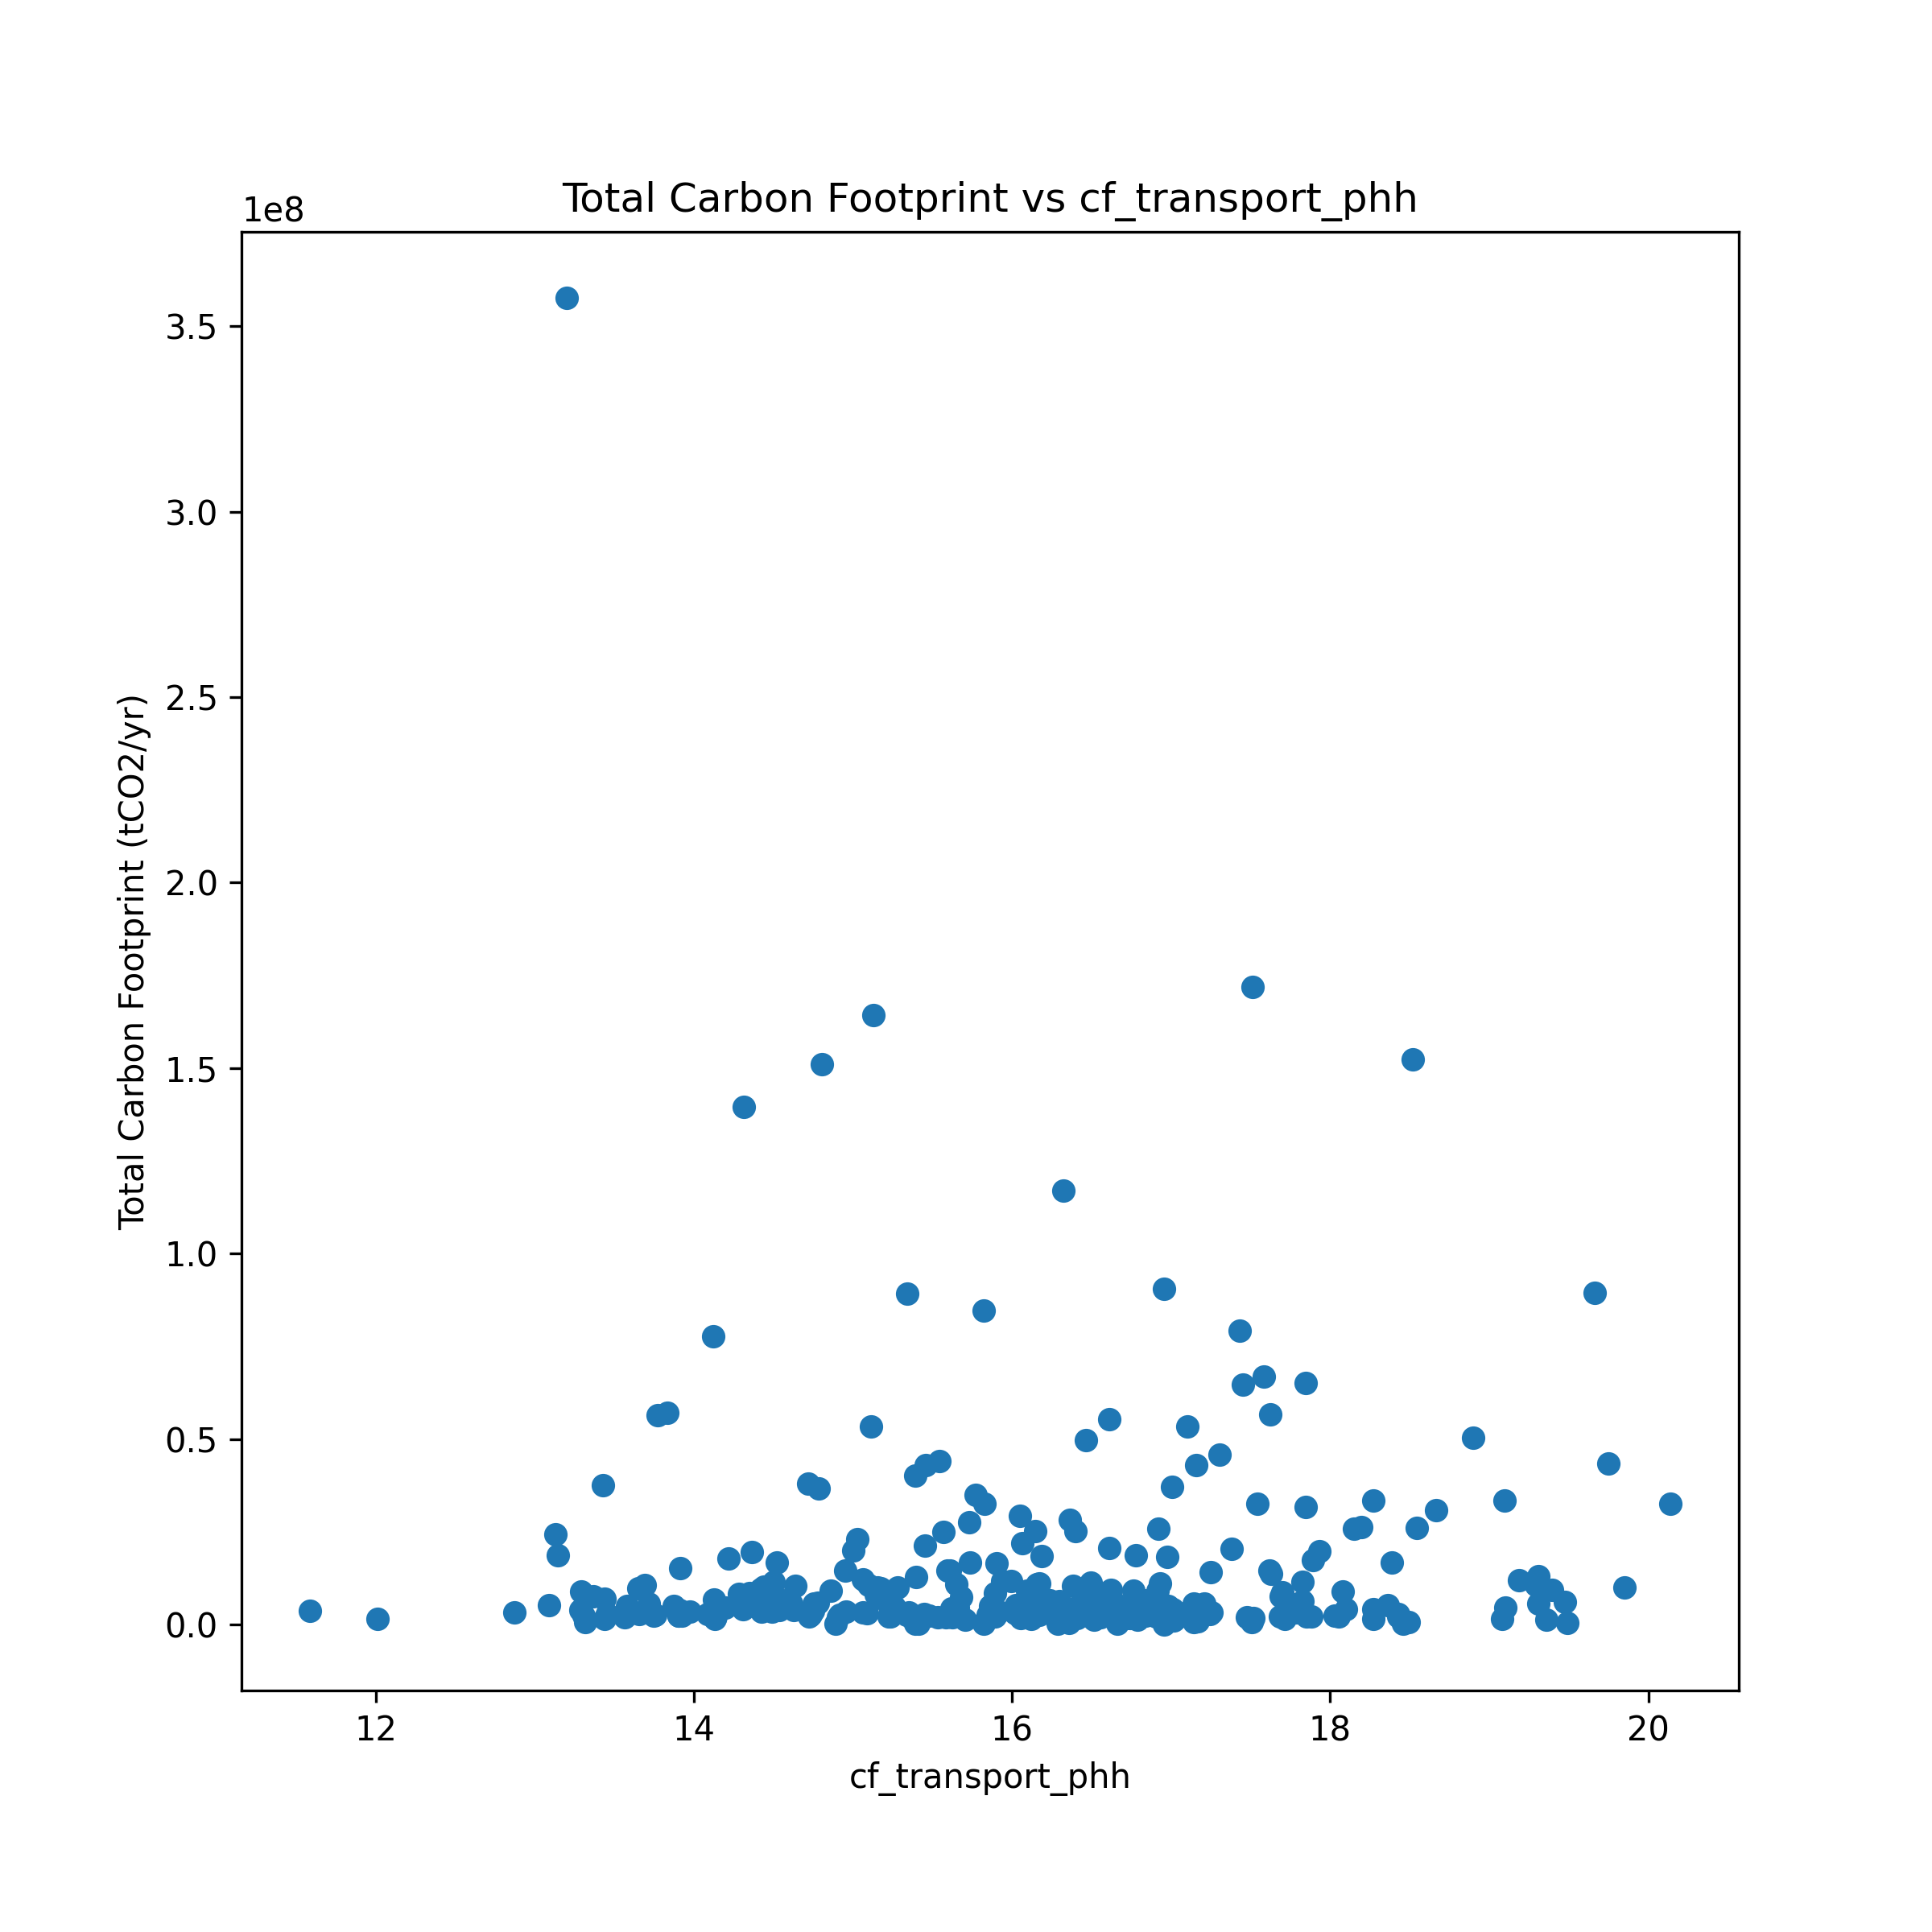 Total Carbon Footprint vs cf_transport_phh
1e8
3.5
3.0
2.5
2.0
1.5
1.0
0.5
0.0
Total Carbon Footprint (tCO2/yr)
12 14 16 18 20
cf_transport_phh